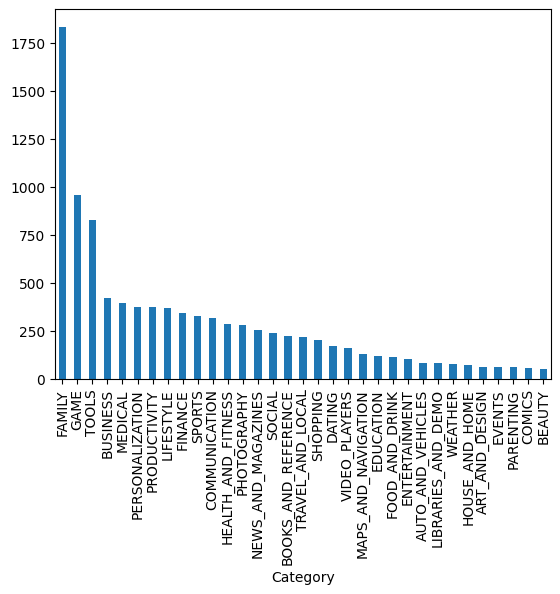 1750
1500
1250
1000
750
500
250
0
FAMILY
GAME
TOOLS
BUSINESS
MEDICAL
PERSONALIZATION
PRODUCTIVITY
LIFESTYLE
FINANCE
SPORTS
COMMUNICATION
HEALTH_AND_FITNESS
PHOTOGRAPHY
NEWS_AND_MAGAZINES
SOCIAL
BOOKS_AND_REFERENCE
TRAVEL_AND_LOCAL
SHOPPING
DATING
VIDEO_PLAYERS
MAPS_AND_NAVIGATION
EDUCATION
FOOD_AND_DRINK
ENTERTAINMENT
AUTO_AND_VEHICLES
LIBRARIES_AND_DEMO
WEATHER
HOUSE_AND_HOME
ART_AND_DESIGN
EVENTS
PARENTING
COMICS
BEAUTY
Category